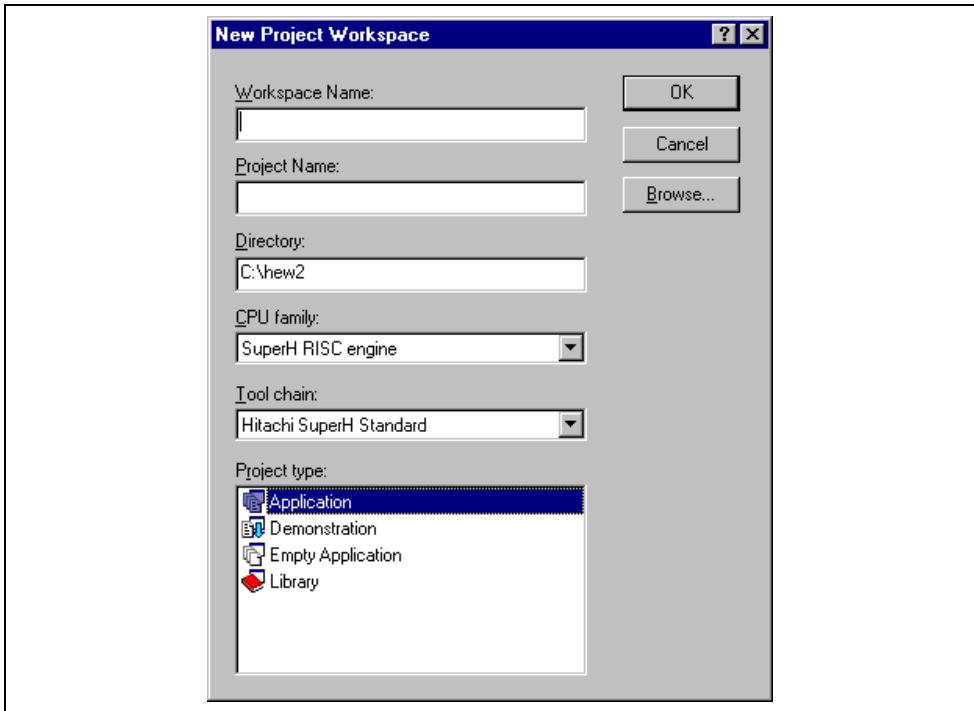 New Project Workspace
Workspace Name:
OK
Cancel
Project Name:
Browse...
Directory:
C:\hew2
CPU family:
SuperH RISC engine
Tool chain:
Hitachi SuperH Standard
Project type:
Application
Demonstration
Empty Application
Library